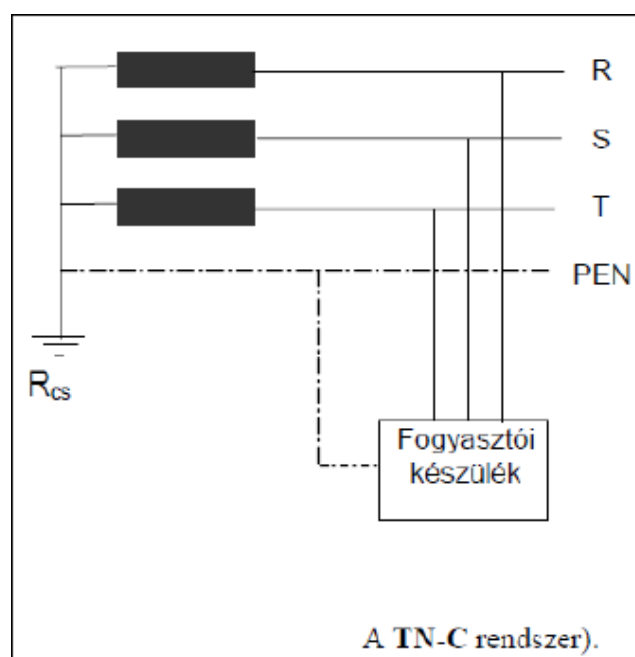 R
S
T
PEN
Rcs
Fogyasztói
készülék
A TN-C rendszer).